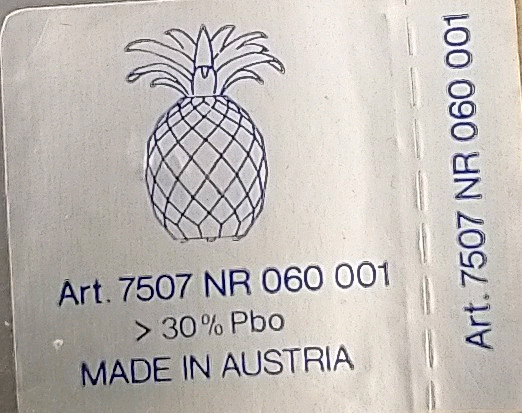 Art. 7507 NR 060 001
> 30% Pbo
MADE IN AUSTRIA
Art. 7507 NR 060 001